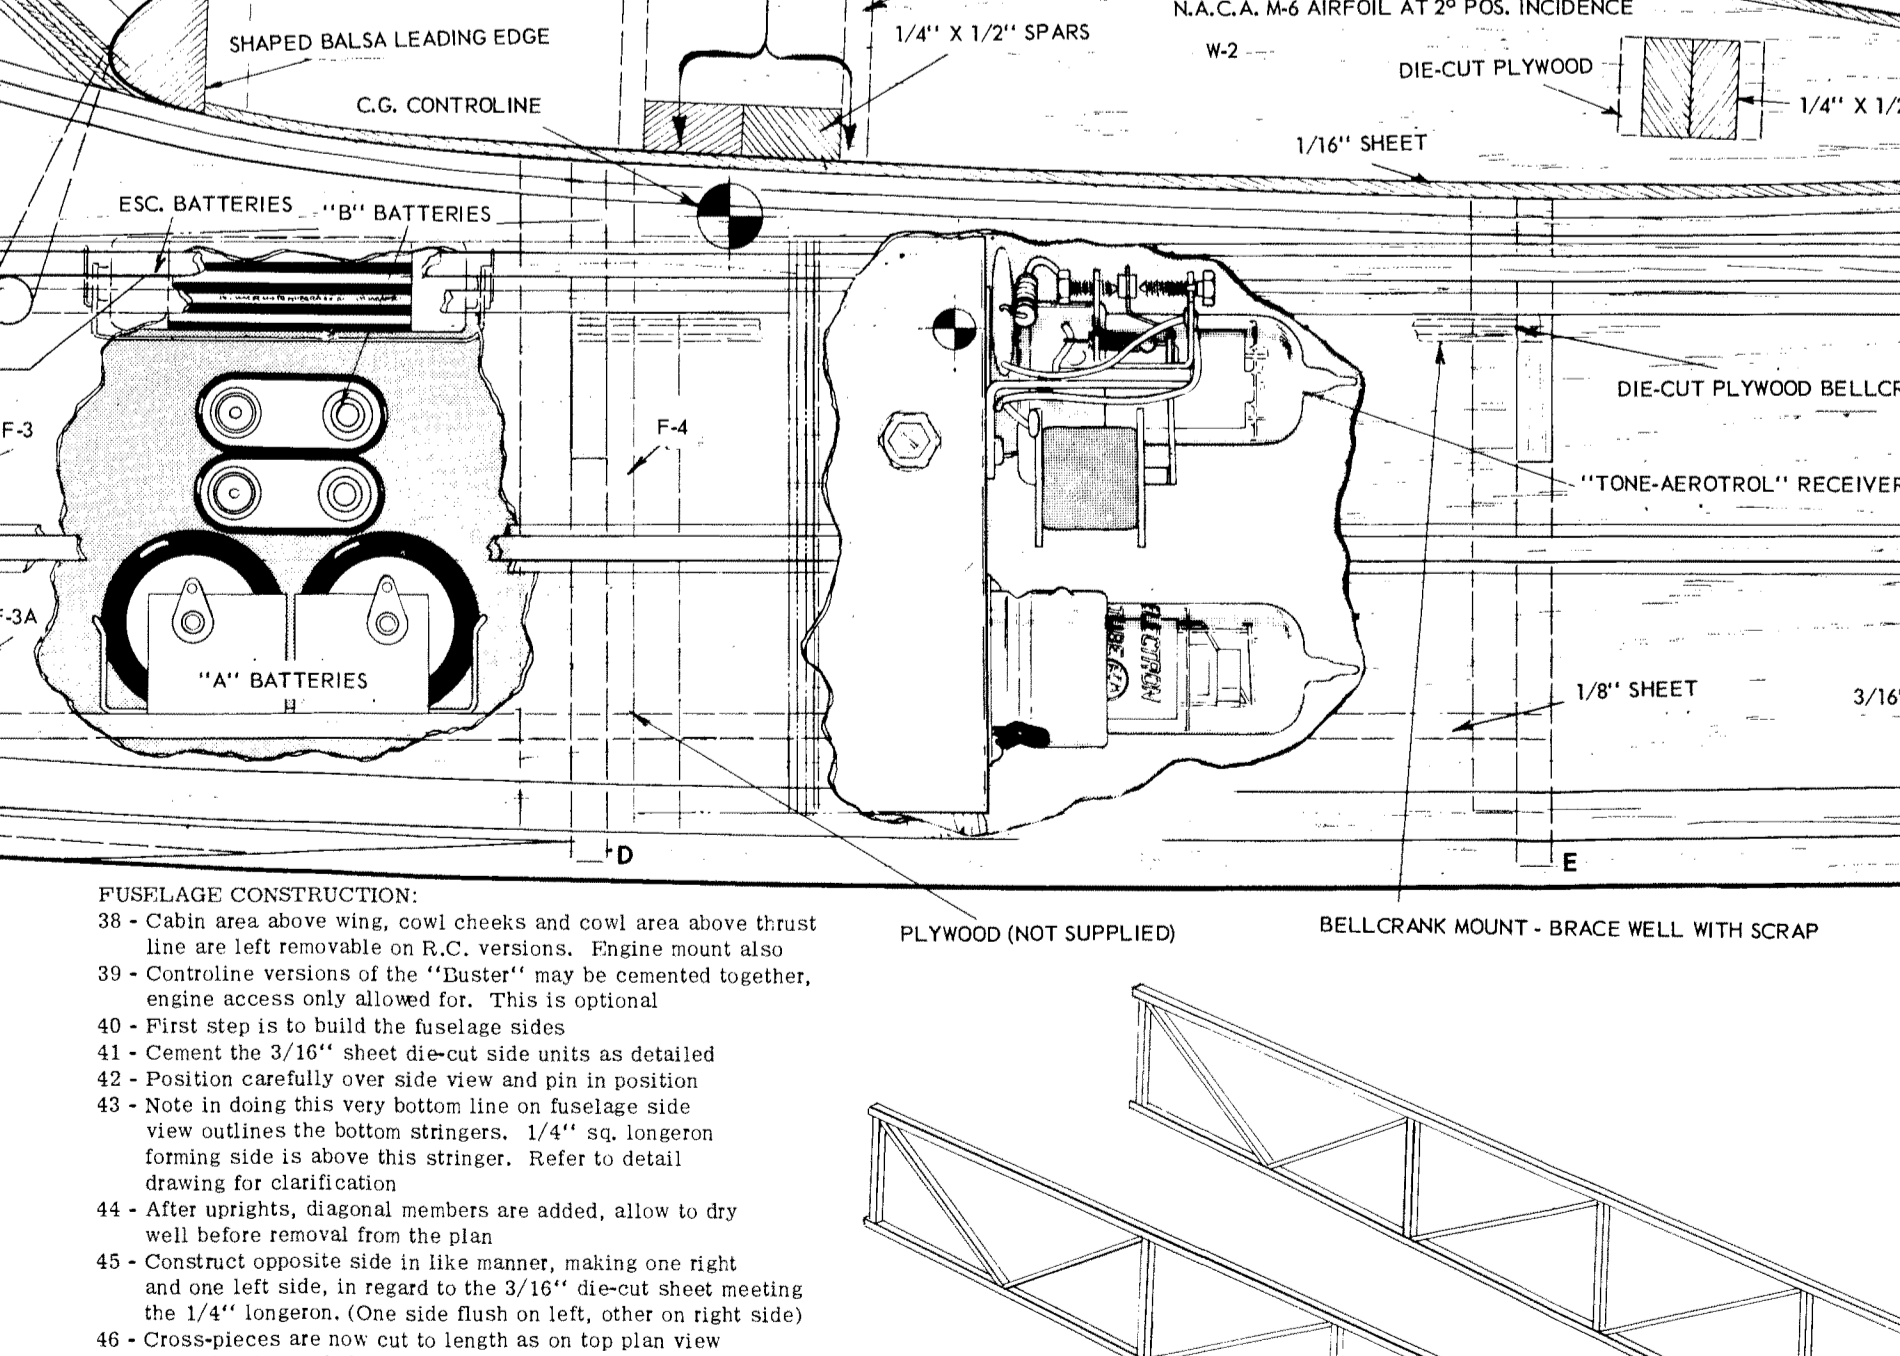 N.A.C.A. M-6 AIRFOIL AT 2° POS. INCIDENCE
SHAPED BALSA LEADING EDGE
1/4" X 1/2" SPARS
W-2
DIE-CUT PLYWOOD
C.G. CONTROLINE
1/4" X 1/2
1/16" SHEET
ESC. BATTERIES
"B" BATTERIES
DIE-CUT PLYWOOD BELLCR
F-3
F-4
"TONE-AEROTROL" RECEIVER
F-3A
ELECTRON
TUBE
"A" BATTERIES
1/8" SHEET
3/16"
D
E
PLYWOOD (NOT SUPPLIED)
BELLCRANK MOUNT - BRACE WELL WITH SCRAP
FUSELAGE CONSTRUCTION:
38 - Cabin area above wing, cowl cheeks and cowl area above thrust
line are left removable on R.C. versions. Engine mount also
39 - Controline versions of the "Buster" may be cemented together,
engine access only allowed for. This is optional
40 - First step is to build the fuselage sides
41 - Cement the 3/16" sheet die-cut side units as detailed
42 - Position carefully over side view and pin in position
43 - Note in doing this very bottom line on fuselage side
view outlines the bottom stringers. 1/4" sq. longeron
forming side is above this stringer. Refer to detail
drawing for clarification
44 - After uprights, diagonal members are added, allow to dry
well before removal from the plan
45 - Construct opposite side in like manner, making one right
and one left side, in regard to the 3/16" die-cut sheet meeting
the 1/4" longeron. (One side flush on left, other on right side)
46 - Cross-pieces are now cut to length as on top plan view